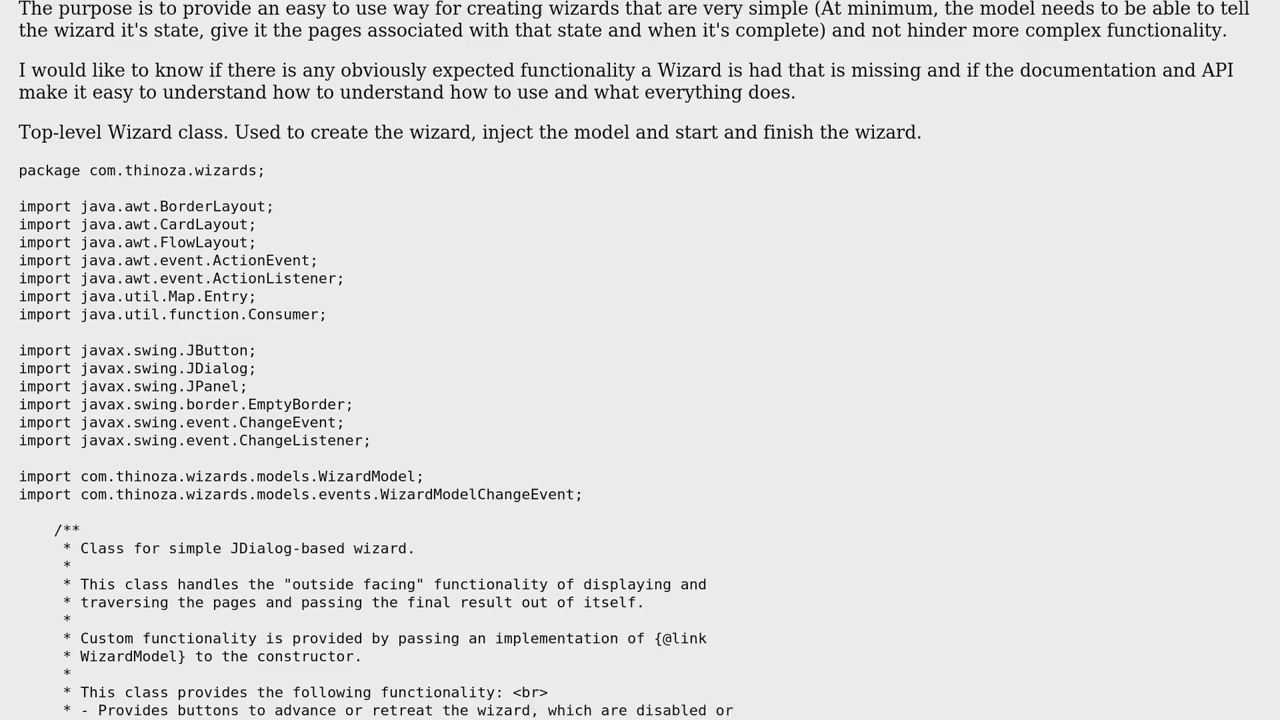 The purpose is to provide an easy to use way for creating wizards that are very simple (At minimum, the model needs to be able to tell
the wizard it's state, give it the pages associated with that state and when it's complete) and not hinder more complex functionality.
I would like to know if there is any obviously expected functionality a Wizard is had that is missing and if the documentation and API
make it easy to understand how to understand how to use and what everything does.
Top-level Wizard class. Used to create the wizard, inject the model and start and finish the wizard.
package com.thinoza.wizards;
import java.awt.BorderLayout;
import java.awt.CardLayout;
import java.awt.FlowLayout;
import java.awt.event.ActionEvent;
import java.awt.event.ActionListener;
import java.util.Map.Entry;
import java.util.function.Consumer;
import javax.swing.JButton;
import javax.swing.JDialog;
import javax.swing.JPanel;
import javax.swing.border.EmptyBorder;
import javax.swing.event.ChangeEvent;
import javax.swing.event.ChangeListener;
import com.thinoza.wizards.models.WizardModel;
import com.thinoza.wizards.models.events.WizardModelChangeEvent;
/**
* Class for simple JDialog-based wizard.
*
* This class handles the "outside facing" functionality of displaying and
* traversing the pages and passing the final result out of itself.
*
* Custom functionality is provided by passing an implementation of {@link
* WizardModel} to the constructor.
*
* This class provides the following functionality: <br>
* - Provides buttons to advance or retreat the wizard, which are disabled or